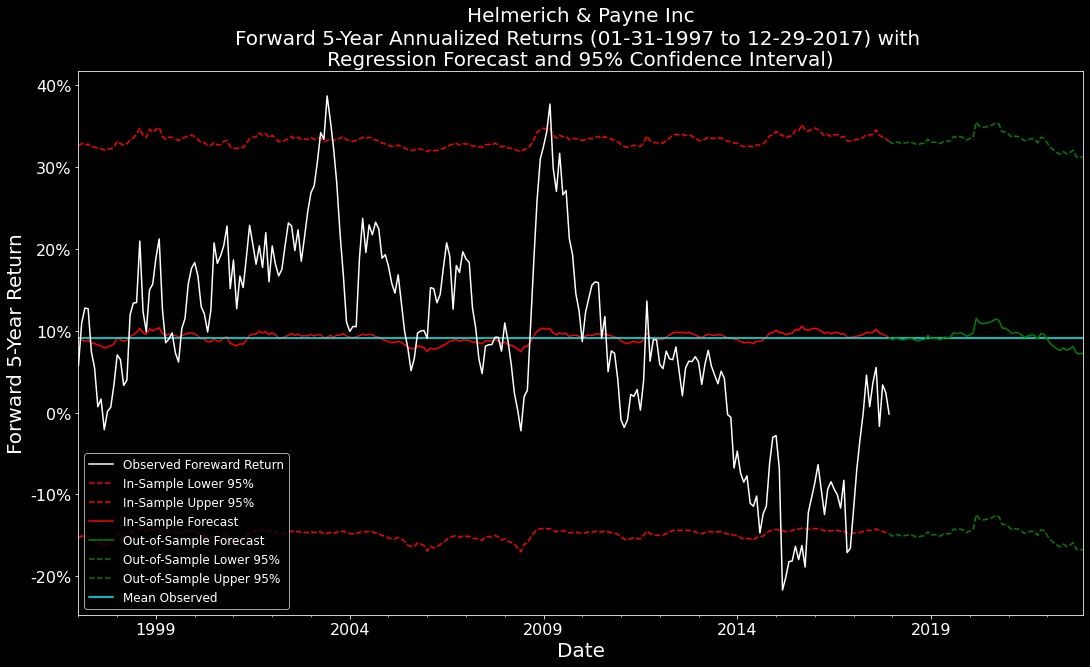 Helmerich & Payne Inc
Forward 5-Year Annualized Returns (01-31-1997 to 12-29-2017) with
Regression Forecast and 95% Confidence Interval)
Forward 5-Year Return
40%
30%
20%
10%
0%
-10%
-20%
Observed Foreward Return
In-Sample Lower 95%
In-Sample Upper 95%
In-Sample Forecast
Out-of-Sample Forecast
Out-of-Sample Lower 95%
Out-of-Sample Upper 95%
Mean Observed
1999 2004 2009 2014 2019
Date